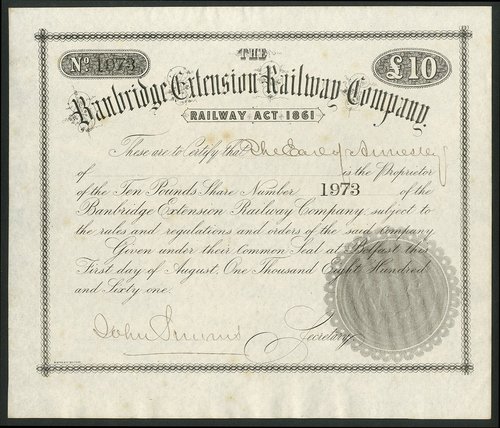 No. 1973
THE
£10
Banbridge Extension Railway Company.
RAILWAY ACT 1861
These are to Certify that The Earl of Annesley
is the Proprietor
of the Ten Pounds Share Number 1973 of the
Banbridge Extension Railway Company, subject to
the rules and regulations and orders of the said Company
Given under their Common Seal at Belfast this
First day of August, One Thousand Eight Hundred
and Sixty one.
John
Secretary.